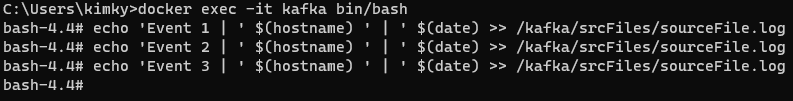 C:\Users\kimky>docker exec -it kafka bin/bash
bash-4.4# echo 'Event 1 | ' $(hostname) ' | ' $(date) >> /kafka/srcFiles/sourceFile.log
bash-4.4# echo 'Event 2 | ' $(hostname) ' | ' $(date) >> /kafka/srcFiles/sourceFile.log
bash-4.4# echo 'Event 3 | ' $(hostname) ' | ' $(date) >> /kafka/srcFiles/sourceFile.log
bash-4.4#